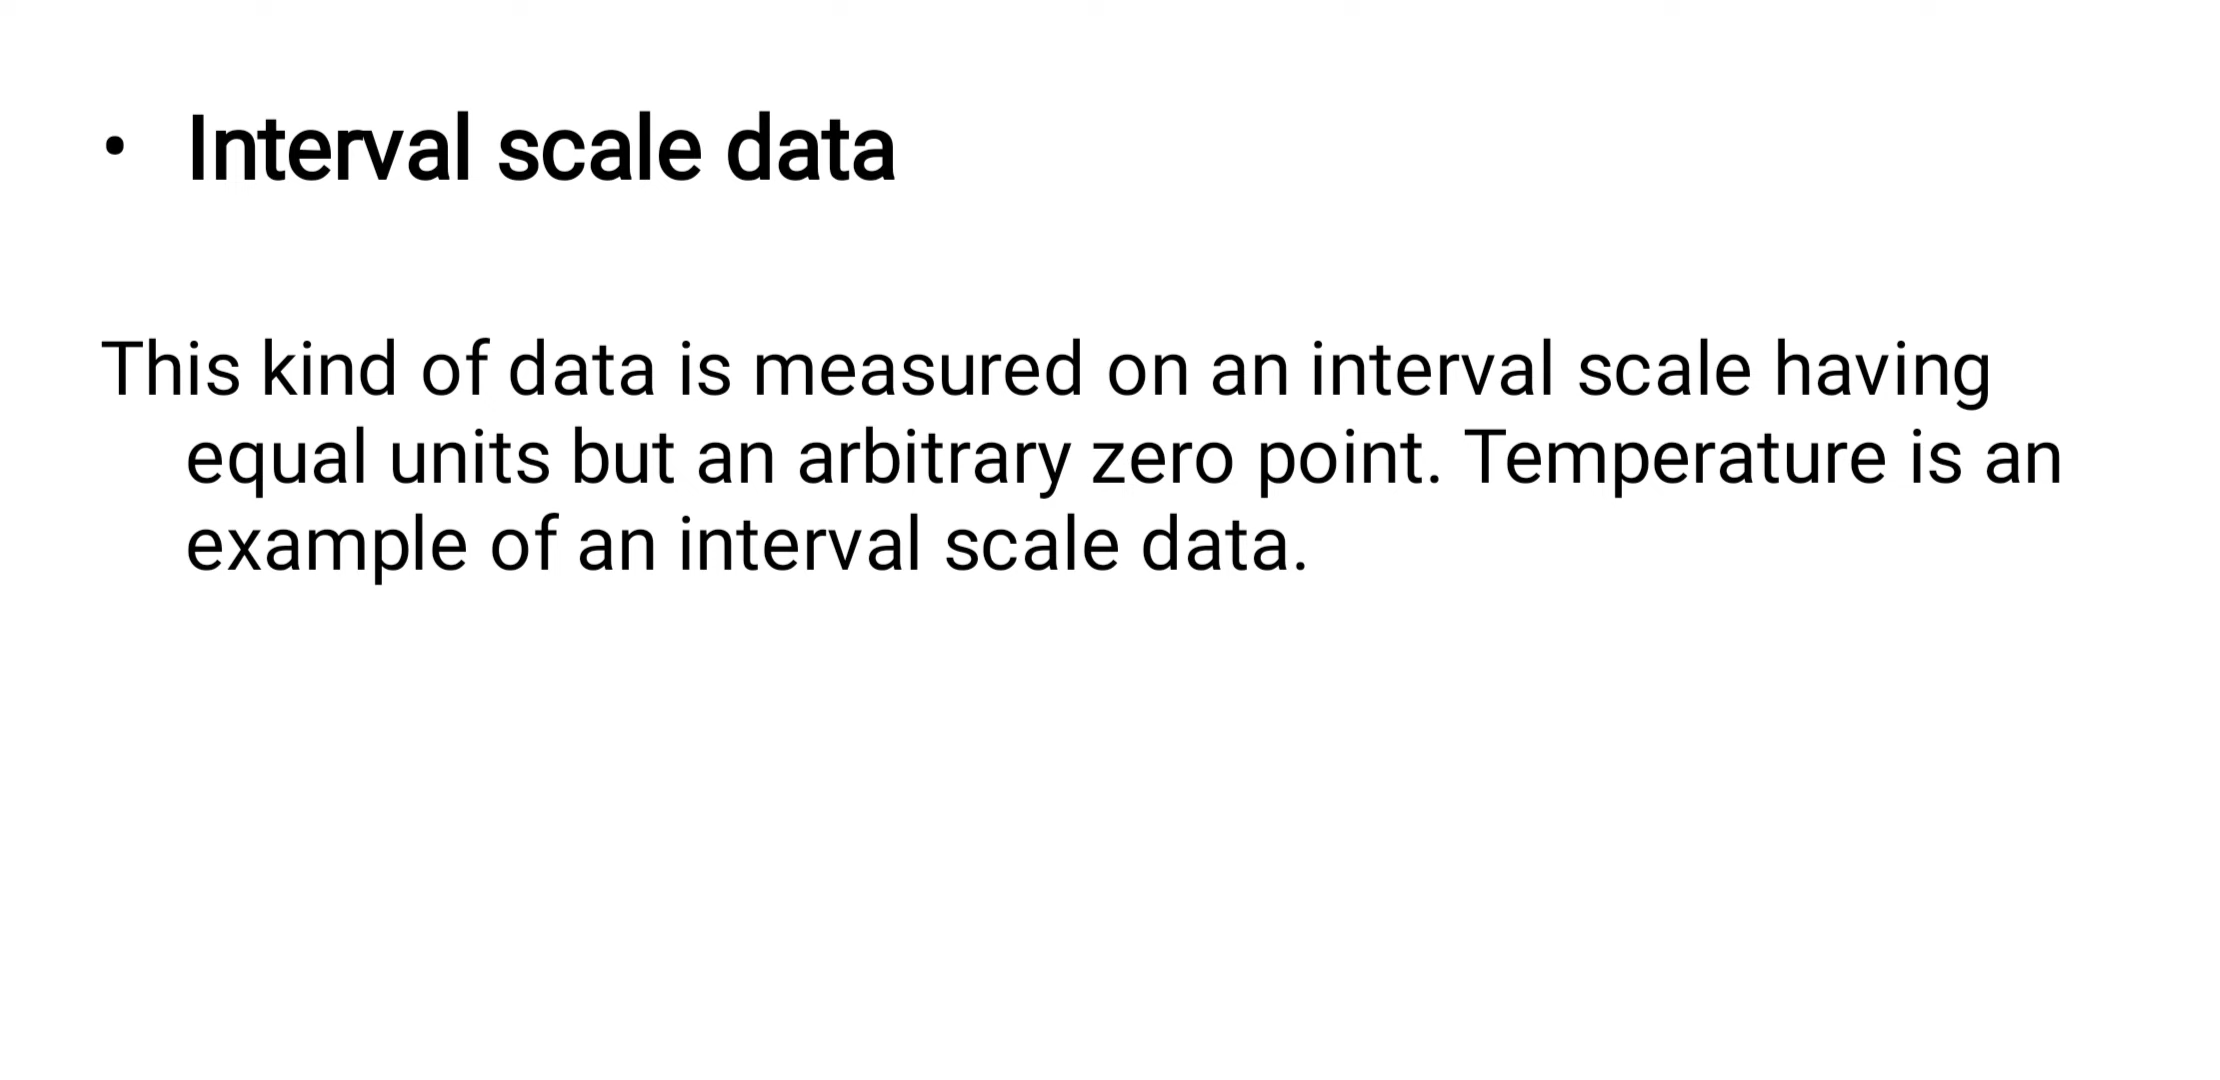 • Interval scale data
This kind of data is measured on an interval scale having
equal units but an arbitrary zero point. Temperature is an
example of an interval scale data.